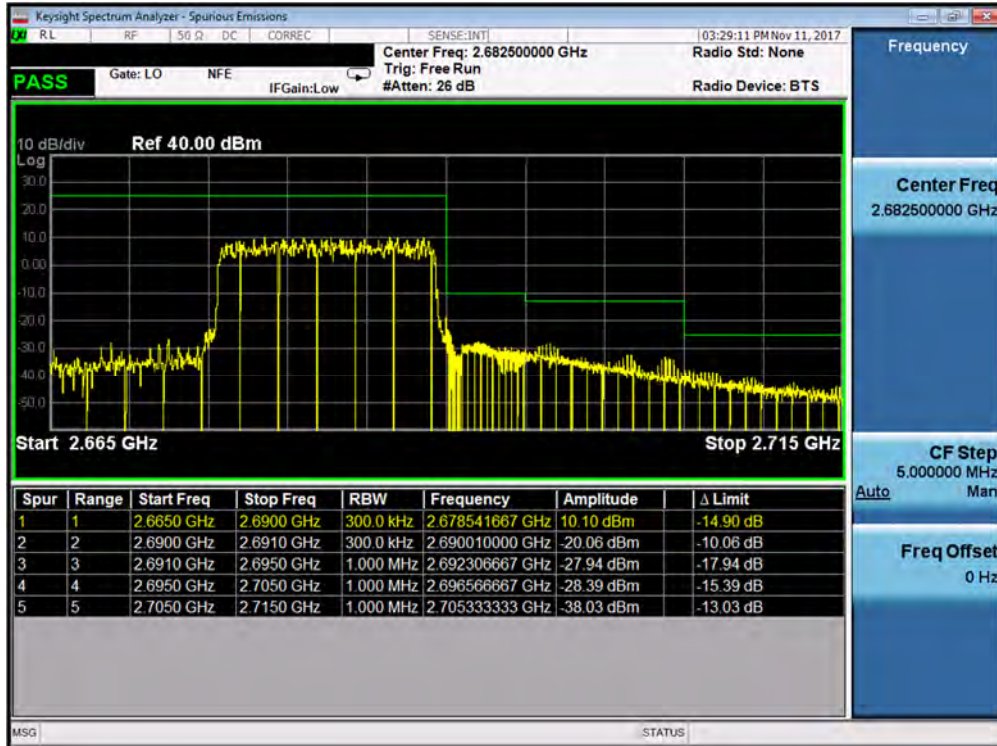 Keysight Spectrum Analyzer - Spurious Emissions
RL RF 50 Ω DC CORREC SENSE:INT 03:29:11 PM Nov 11, 2017
Center Freq: 2.682500000 GHz Radio Std: None
PASS Gate: LO NFE Trig: Free Run
IFGain:Low #Atten: 26 dB Radio Device: BTS
Frequency
10 dB/div Ref 40.00 dBm
Log
30.0
20.0
10.0
0.00
-10.0
-20.0
-30.0
-40.0
-50.0
Start 2.665 GHz Stop 2.715 GHz
Center Freq
2.682500000 GHz
CF Step
5.000000 MHz
Auto Man
Freq Offset
0 Hz
Spur Range Start Freq Stop Freq RBW Frequency Amplitude Δ Limit
1 1 2.6650 GHz 2.6900 GHz 300.0 kHz 2.678541667 GHz 10.10 dBm -14.90 dB
2 2 2.6900 GHz 2.6910 GHz 300.0 kHz 2.690010000 GHz -20.06 dBm -10.06 dB
3 3 2.6910 GHz 2.6950 GHz 1.000 MHz 2.692306667 GHz -27.94 dBm -17.94 dB
4 4 2.6950 GHz 2.7050 GHz 1.000 MHz 2.696566667 GHz -28.39 dBm -15.39 dB
5 5 2.7050 GHz 2.7150 GHz 1.000 MHz 2.705333333 GHz -38.03 dBm -13.03 dB
MSG STATUS